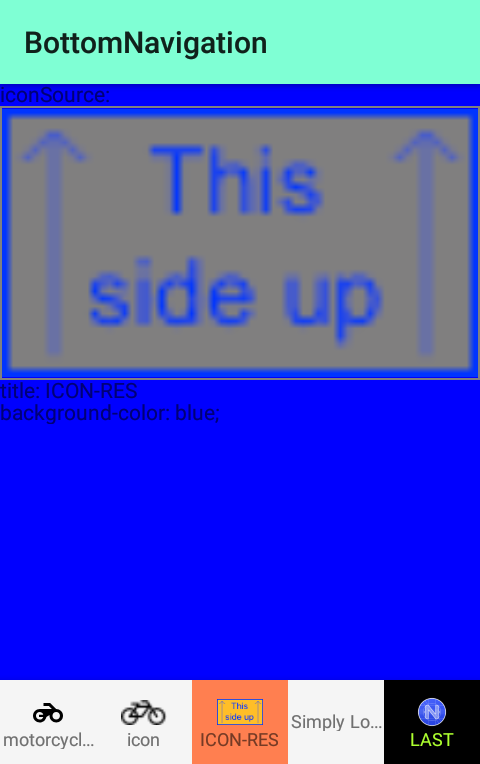 BottomNavigation
iconSource:
This
side up
title: ICON-RES
background-color: blue;
motorcycl...
icon
This
side up
ICON-RES
Simply Lo...
N
LAST